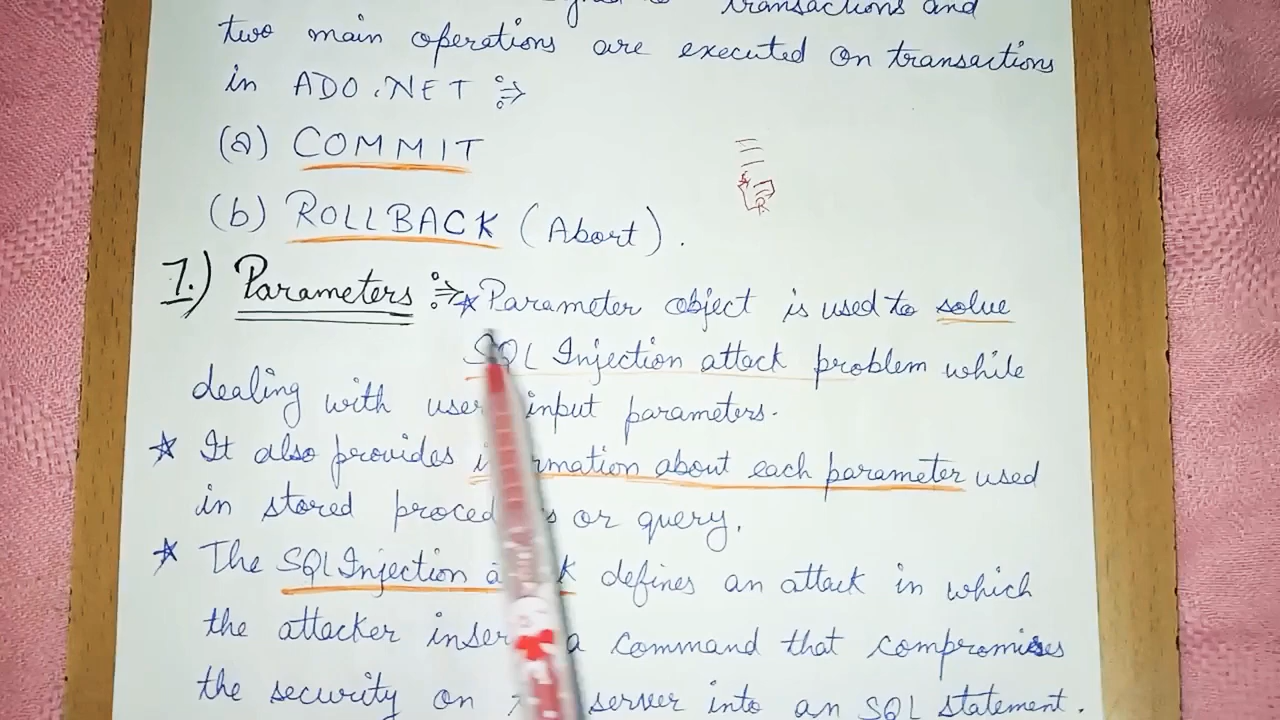 transactions and
two main operations are executed on transactions
in ADO.NET :⇒
(a) COMMIT
(b) ROLLBACK (Abort).
7.) Parameters :⇒ ★ Parameter object is used to solve
SQL Injection attack problem while
dealing with user input parameters.
★ It also provides information about each parameter used
in stored procedures or query.
★ The SQL Injection attack defines an attack in which
the attacker inserts a command that compromises
the security on server into an SQL statement.